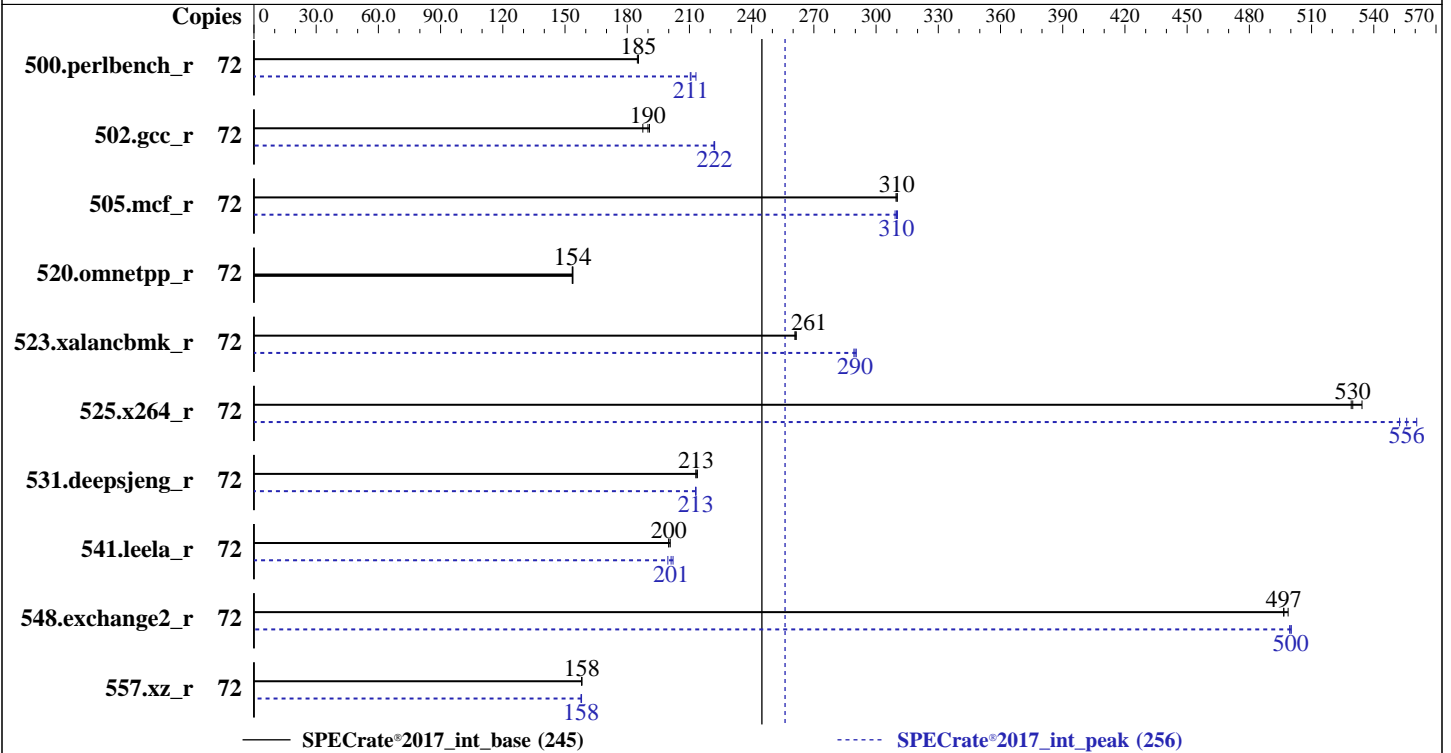 Copies 0 30.0 60.0 90.0 120 150 180 210 240 270 300 330 360 390 420 450 480 510 540 570
185
500.perlbench_r 72
211
190
502.gcc_r 72
222
310
505.mcf_r 72
310
154
520.omnetpp_r 72
261
523.xalancbmk_r 72
290
530
525.x264_r 72
556
213
531.deepsjeng_r 72
213
200
541.leela_r 72
201
497
548.exchange2_r 72
500
158
557.xz_r 72
158
SPECrate®2017_int_base (245) SPECrate®2017_int_peak (256)